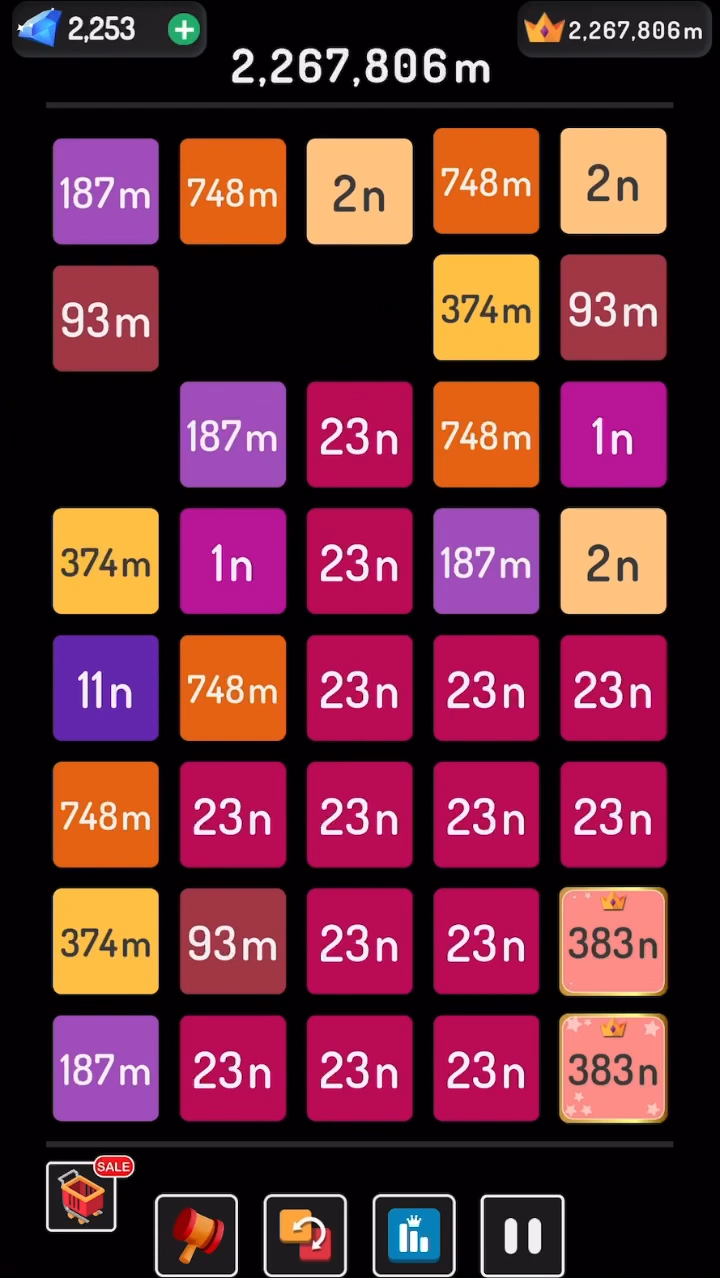 2,253
2,267,806m
2,267,806m
187m 748m 2n 748m 2n
93m 374m 93m
187m 23n 748m 1n
374m 1n 23n 187m 2n
11n 748m 23n 23n 23n
748m 23n 23n 23n 23n
374m 93m 23n 23n 383n
187m 23n 23n 23n 383n
SALE